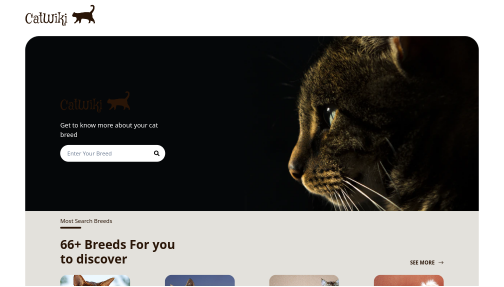 CatWiki
CatWiki
Get to know more about your cat
breed
Enter Your Breed
Most Search Breeds
66+ Breeds For you
to discover
SEE MORE →